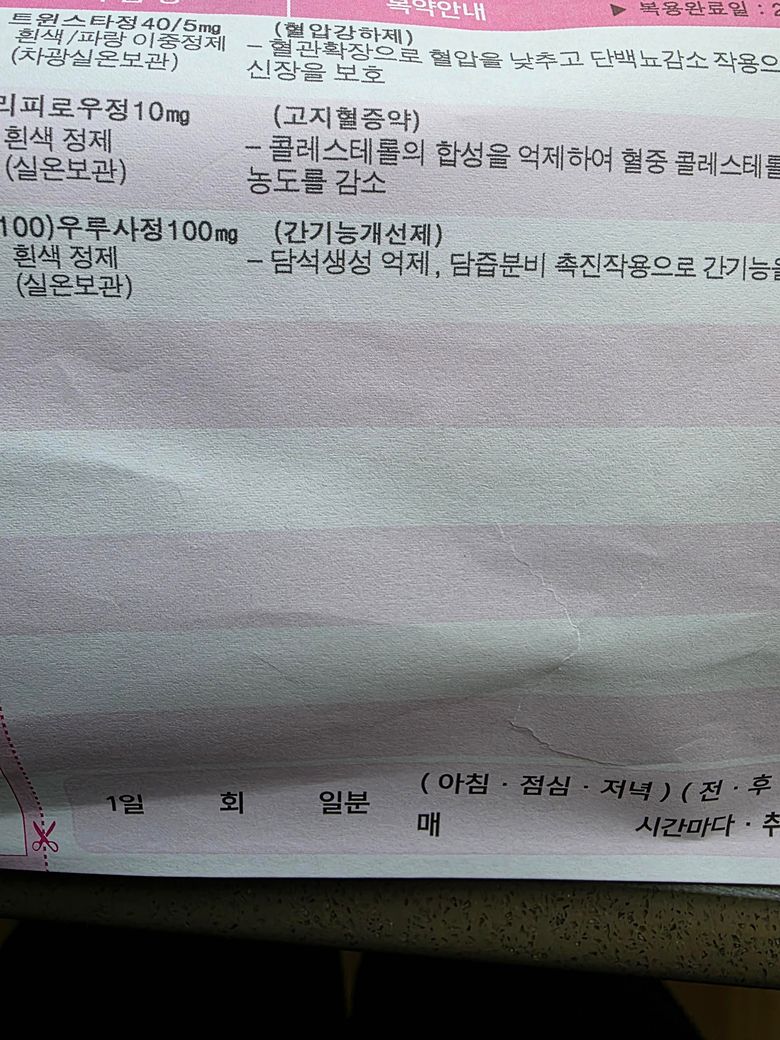 복약안내
▶ 복용완료일 : 2
트윈스타정40/5mg
(혈압강하제)
흰색/파랑 이중정제
- 혈관확장으로 혈압을 낮추고 단백뇨감소 작용으
(차광실온보관)
신장을 보호
리피로우정10mg
(고지혈증약)
흰색 정제
- 콜레스테롤의 합성을 억제하여 혈중 콜레스테롤
(실온보관)
농도를 감소
100)우루사정100mg
(간기능개선제)
흰색 정제
- 담석생성 억제, 담즙분비 촉진작용으로 간기능을
(실온보관)
1일 회 일분 (아침 · 점심 · 저녁) (전 · 후
매 시간마다 · 취